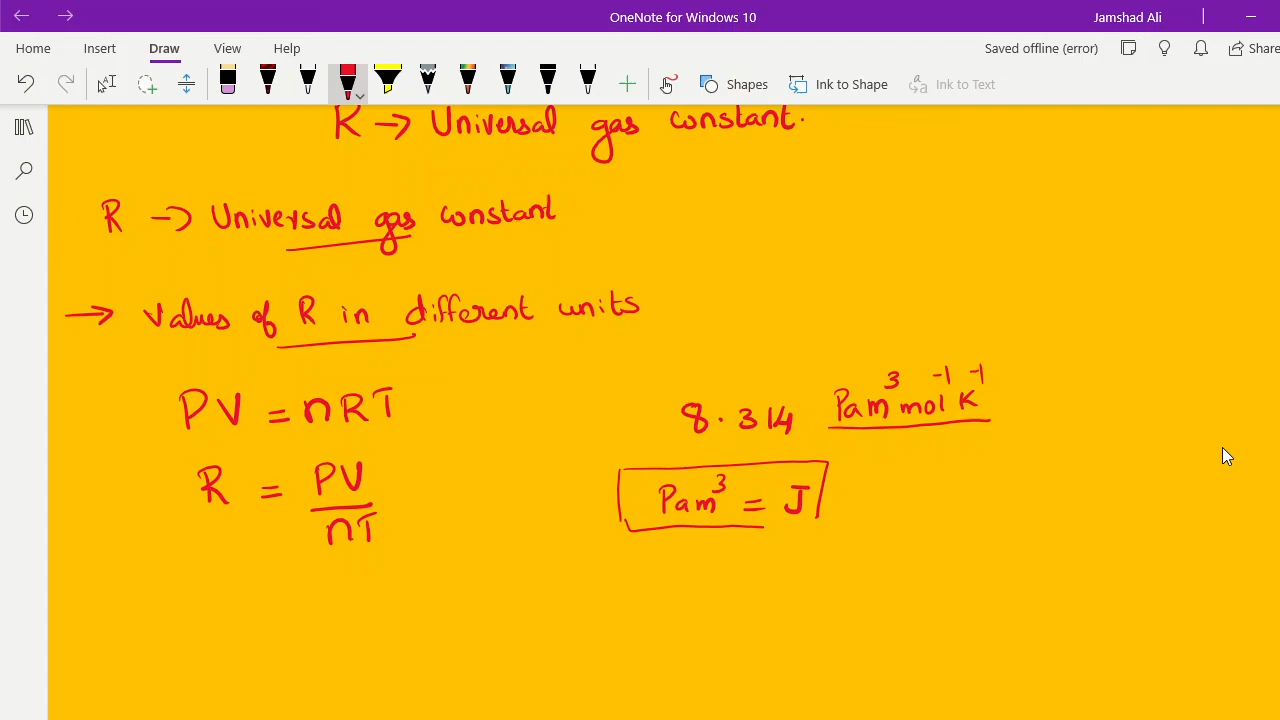 OneNote for Windows 10
Jamshad Ali
Home Insert Draw View Help
Saved offline (error)
Share
Shapes
Ink to Shape
Ink to Text
R → Universal gas constant.
R → Universal gas constant
→ Values of R in different units
PV = nRT
8.314 Pam³ mol⁻¹ K⁻¹
R = PV
nT
Pam³ = J